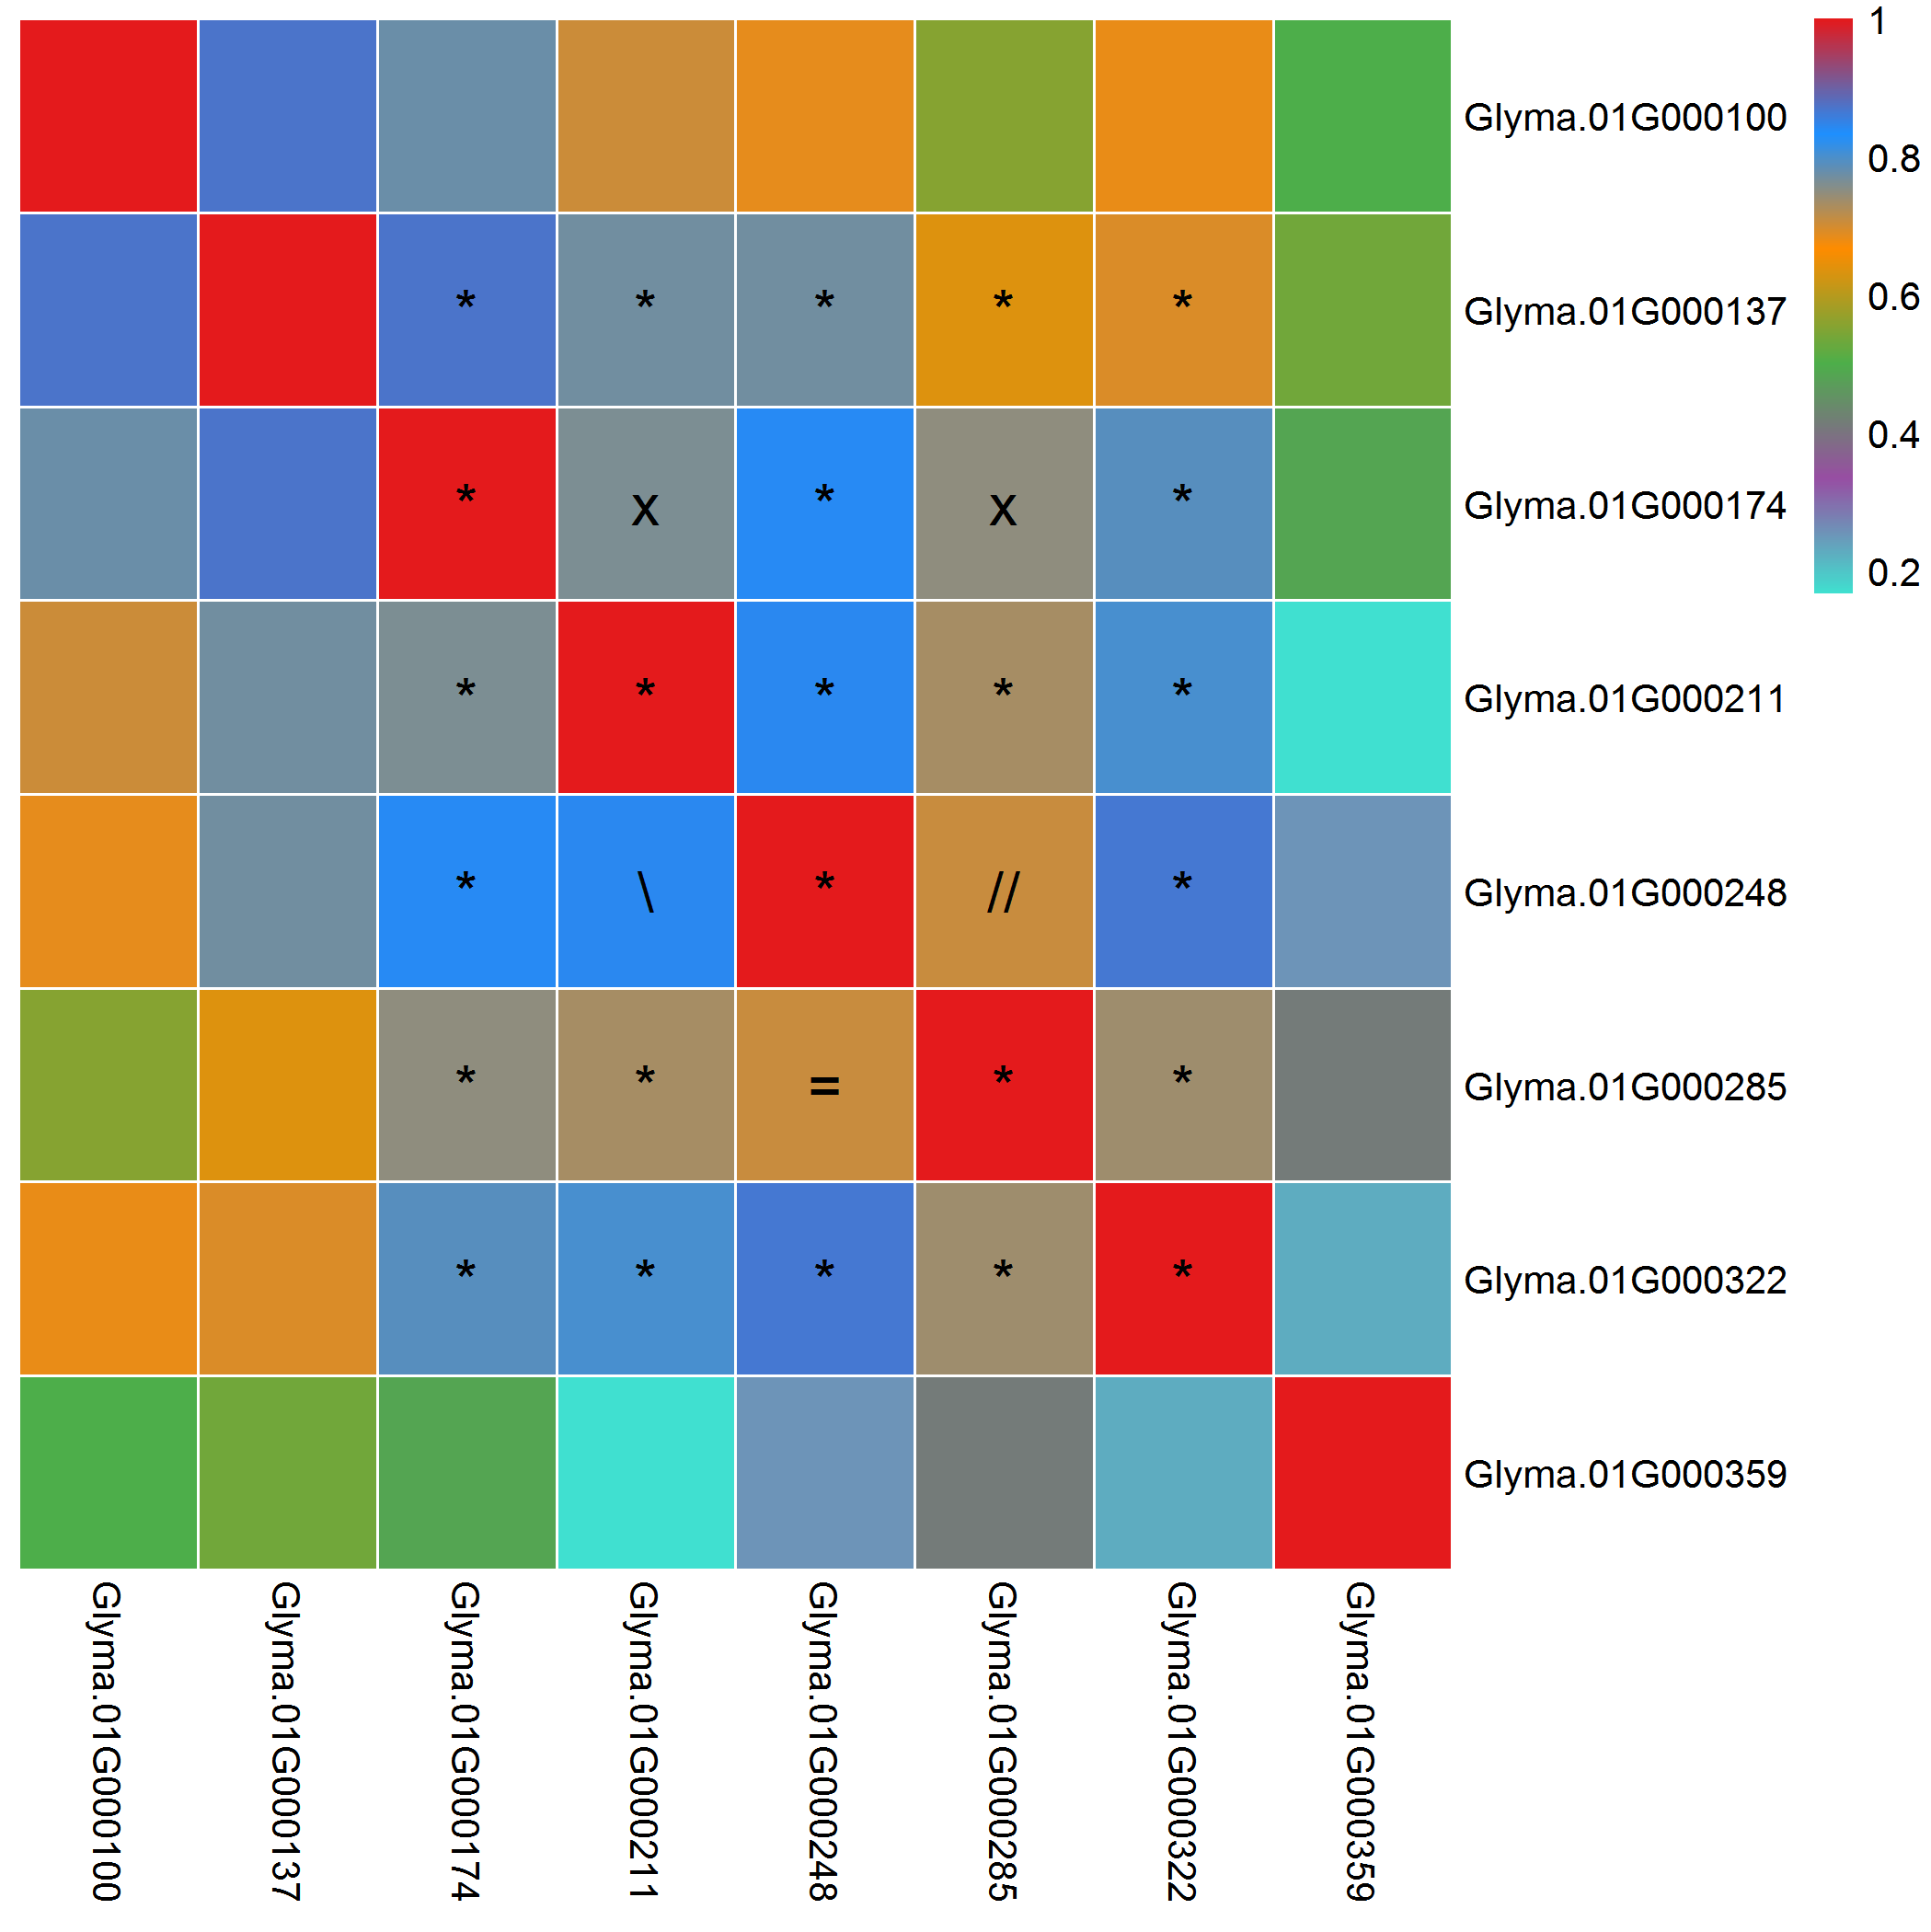 1
Glyma.01G000100
0.8
0.6
* * * * *
Glyma.01G000137
0.4
* x * x *
Glyma.01G000174
0.2
* * * * *
Glyma.01G000211
* \ * // *
Glyma.01G000248
* * = * *
Glyma.01G000285
* * * * *
Glyma.01G000322
Glyma.01G000359
Glyma.01G000100
Glyma.01G000137
Glyma.01G000174
Glyma.01G000211
Glyma.01G000248
Glyma.01G000285
Glyma.01G000322
Glyma.01G000359